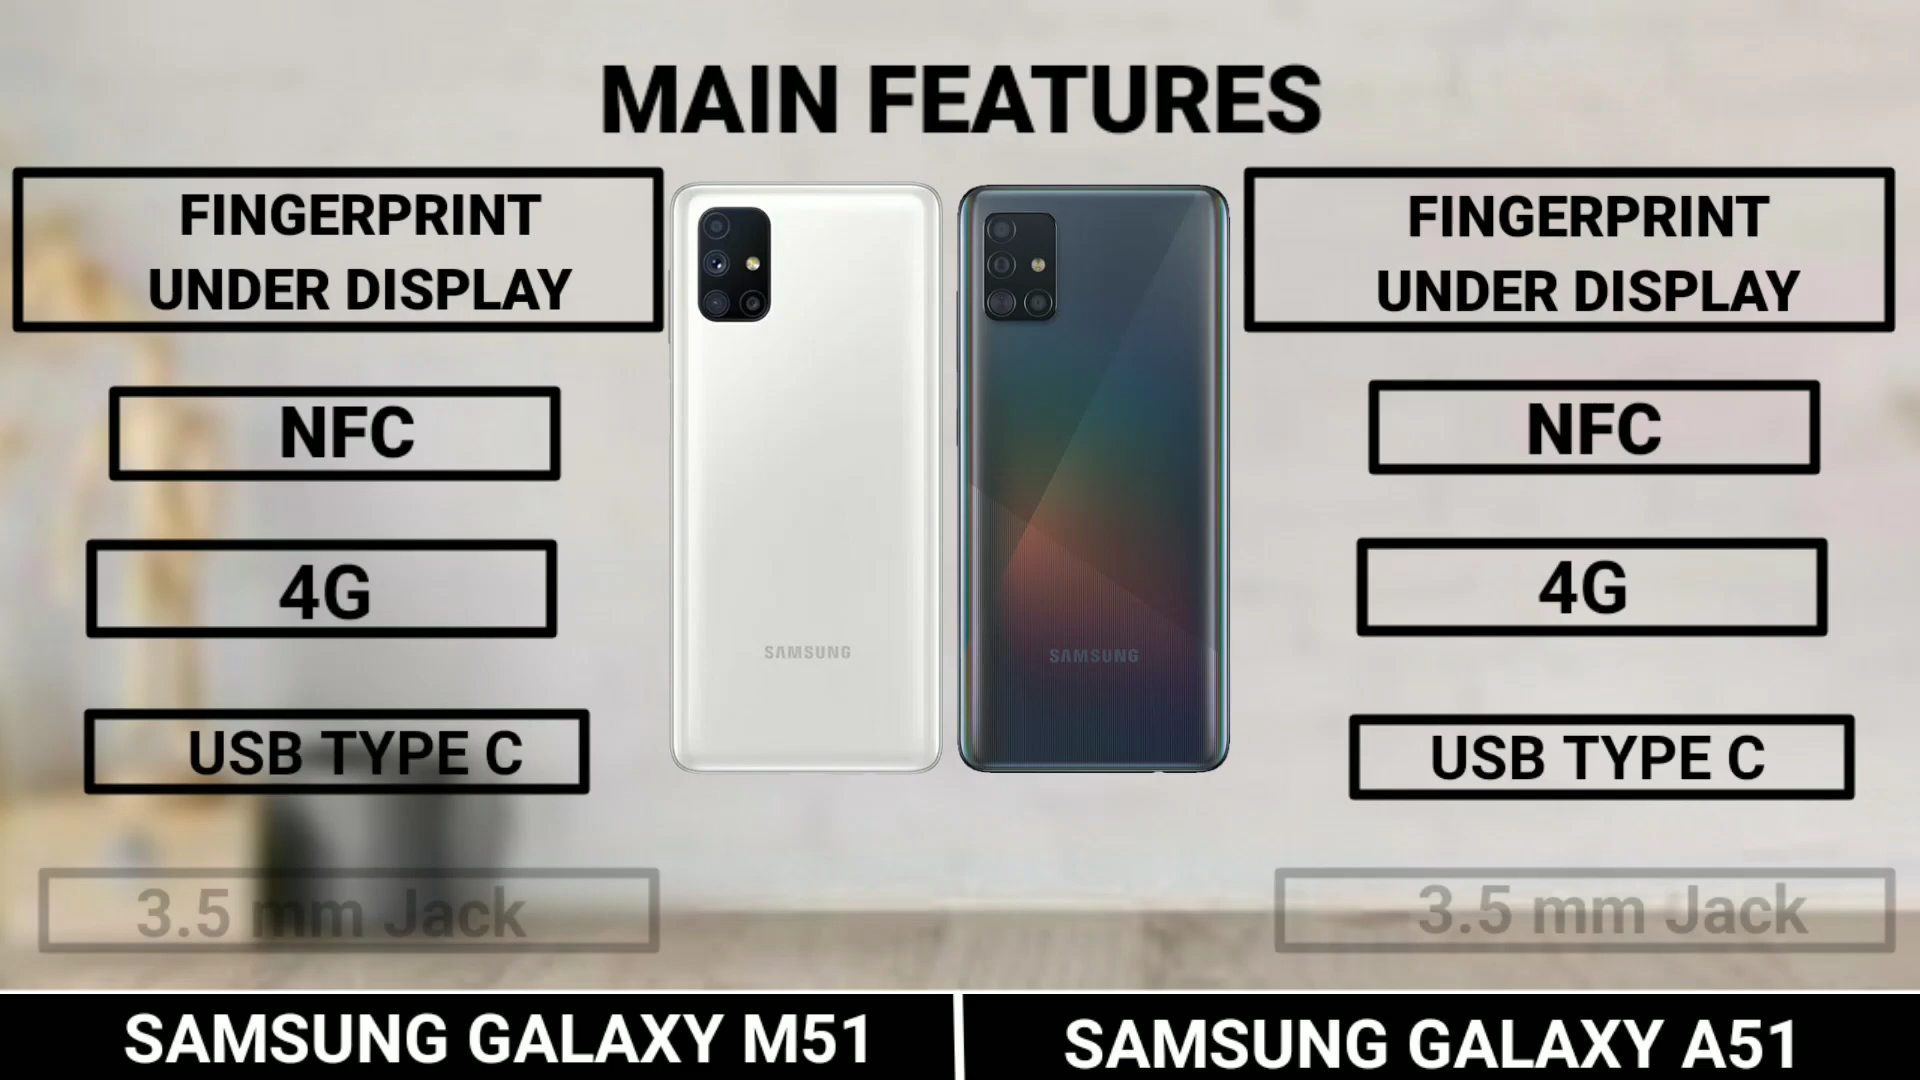 MAIN FEATURES
FINGERPRINT
UNDER DISPLAY
NFC
4G
USB TYPE C
3.5 mm Jack
SAMSUNG
SAMSUNG
FINGERPRINT
UNDER DISPLAY
NFC
4G
USB TYPE C
3.5 mm Jack
SAMSUNG GALAXY M51
SAMSUNG GALAXY A51